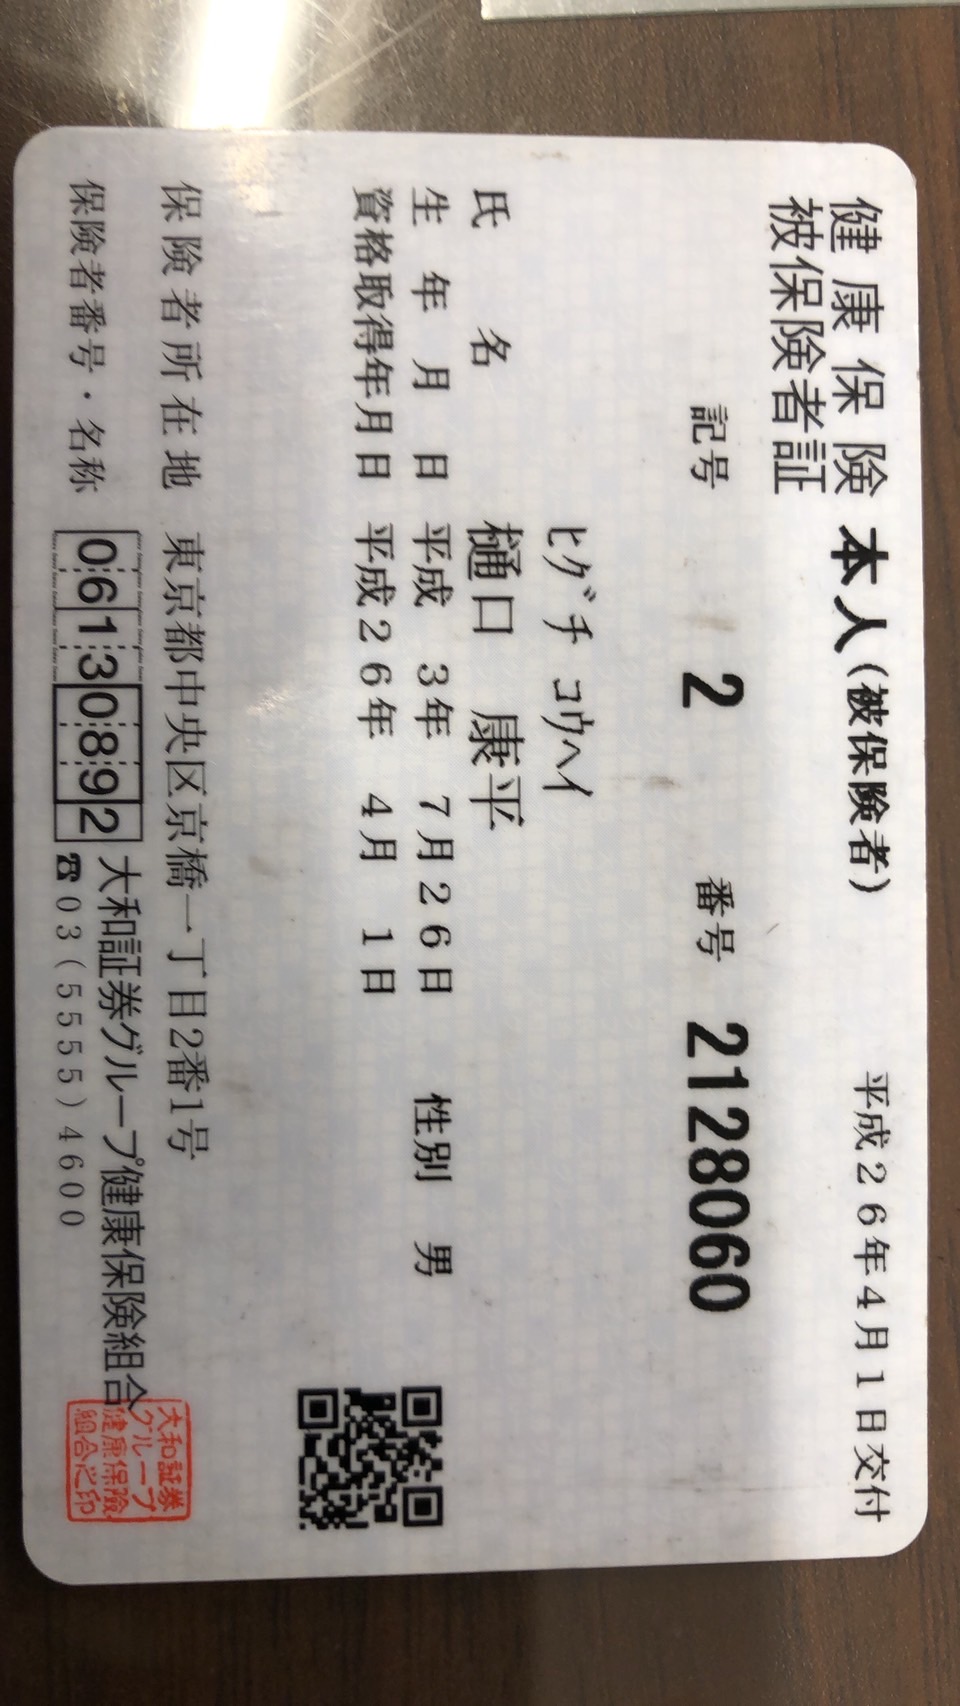 健康保険 本人(被保険者) 平成26年4月1日交付
被保険者証
記号 2 番号 2128060
ﾋｸﾞﾁ ｺｳﾍｲ
氏名 樋口 康平
生年月日 平成 3年 7月26日 性別 男
資格取得年月日 平成26年 4月 1日
保険者所在地 東京都中央区京橋一丁目2番1号
保険者番号・名称 06130892 大和証券グループ健康保険組合
☎03(5555)4600
大和証券
グループ
健康保険
組合之印